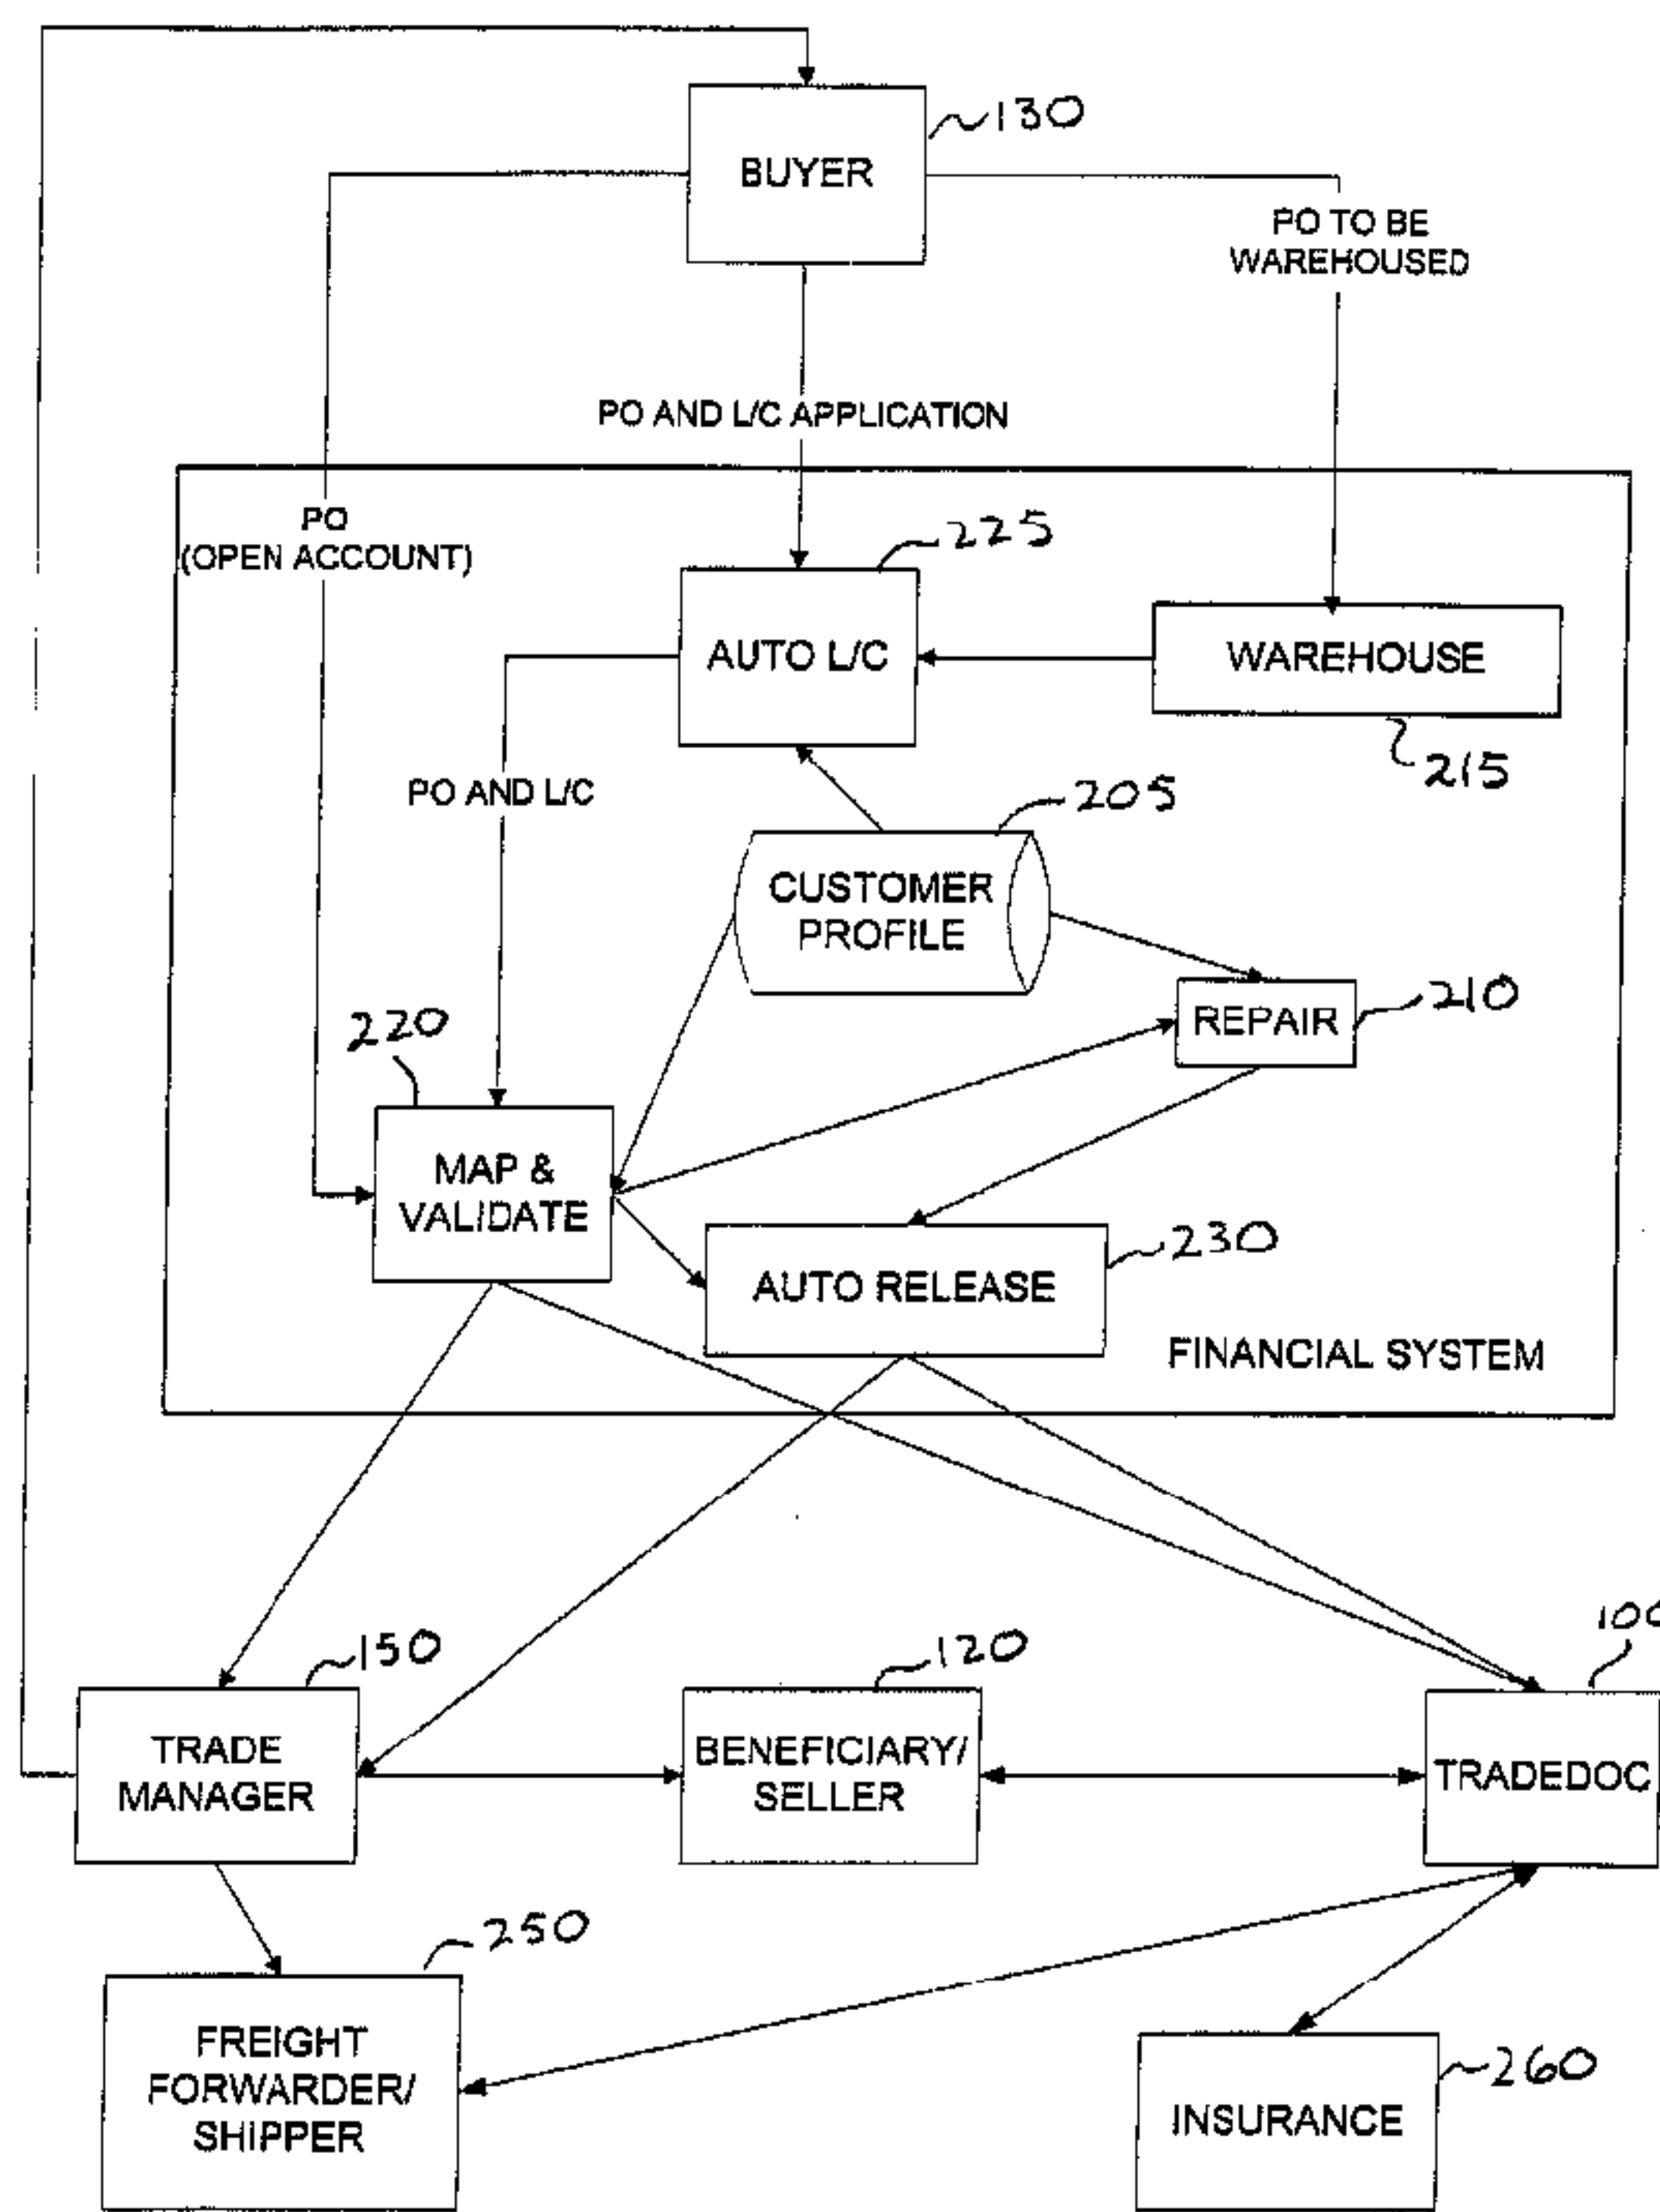 130
BUYER
PO TO BE
WAREHOUSED
PO AND L/C APPLICATION
PO
(OPEN ACCOUNT)
225
AUTO L/C
WAREHOUSE
215
PO AND L/C
205
CUSTOMER
PROFILE
210
REPAIR
220
MAP &
VALIDATE
230
AUTO RELEASE
FINANCIAL SYSTEM
150
120
100
TRADE
MANAGER
BENEFICIARY/
SELLER
TRADEDOC
250
FREIGHT
FORWARDER/
SHIPPER
260
INSURANCE